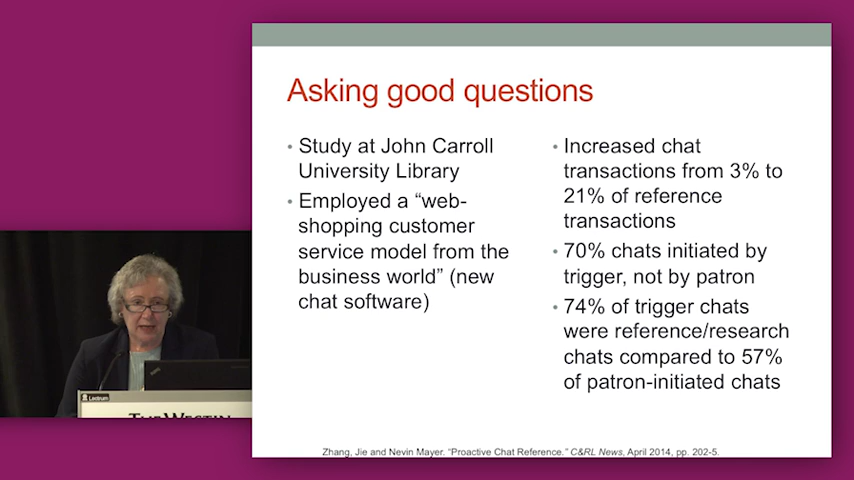 Asking good questions
• Study at John Carroll
University Library
• Employed a “web-
shopping customer
service model from the
business world” (new
chat software)
• Increased chat
transactions from 3% to
21% of reference
transactions
• 70% chats initiated by
trigger, not by patron
• 74% of trigger chats
were reference/research
chats compared to 57%
of patron-initiated chats
Zhang, Jie and Nevin Mayer. “Proactive Chat Reference.” C&RL News, April 2014, pp. 202-5.
Lectrum
THE WESTIN